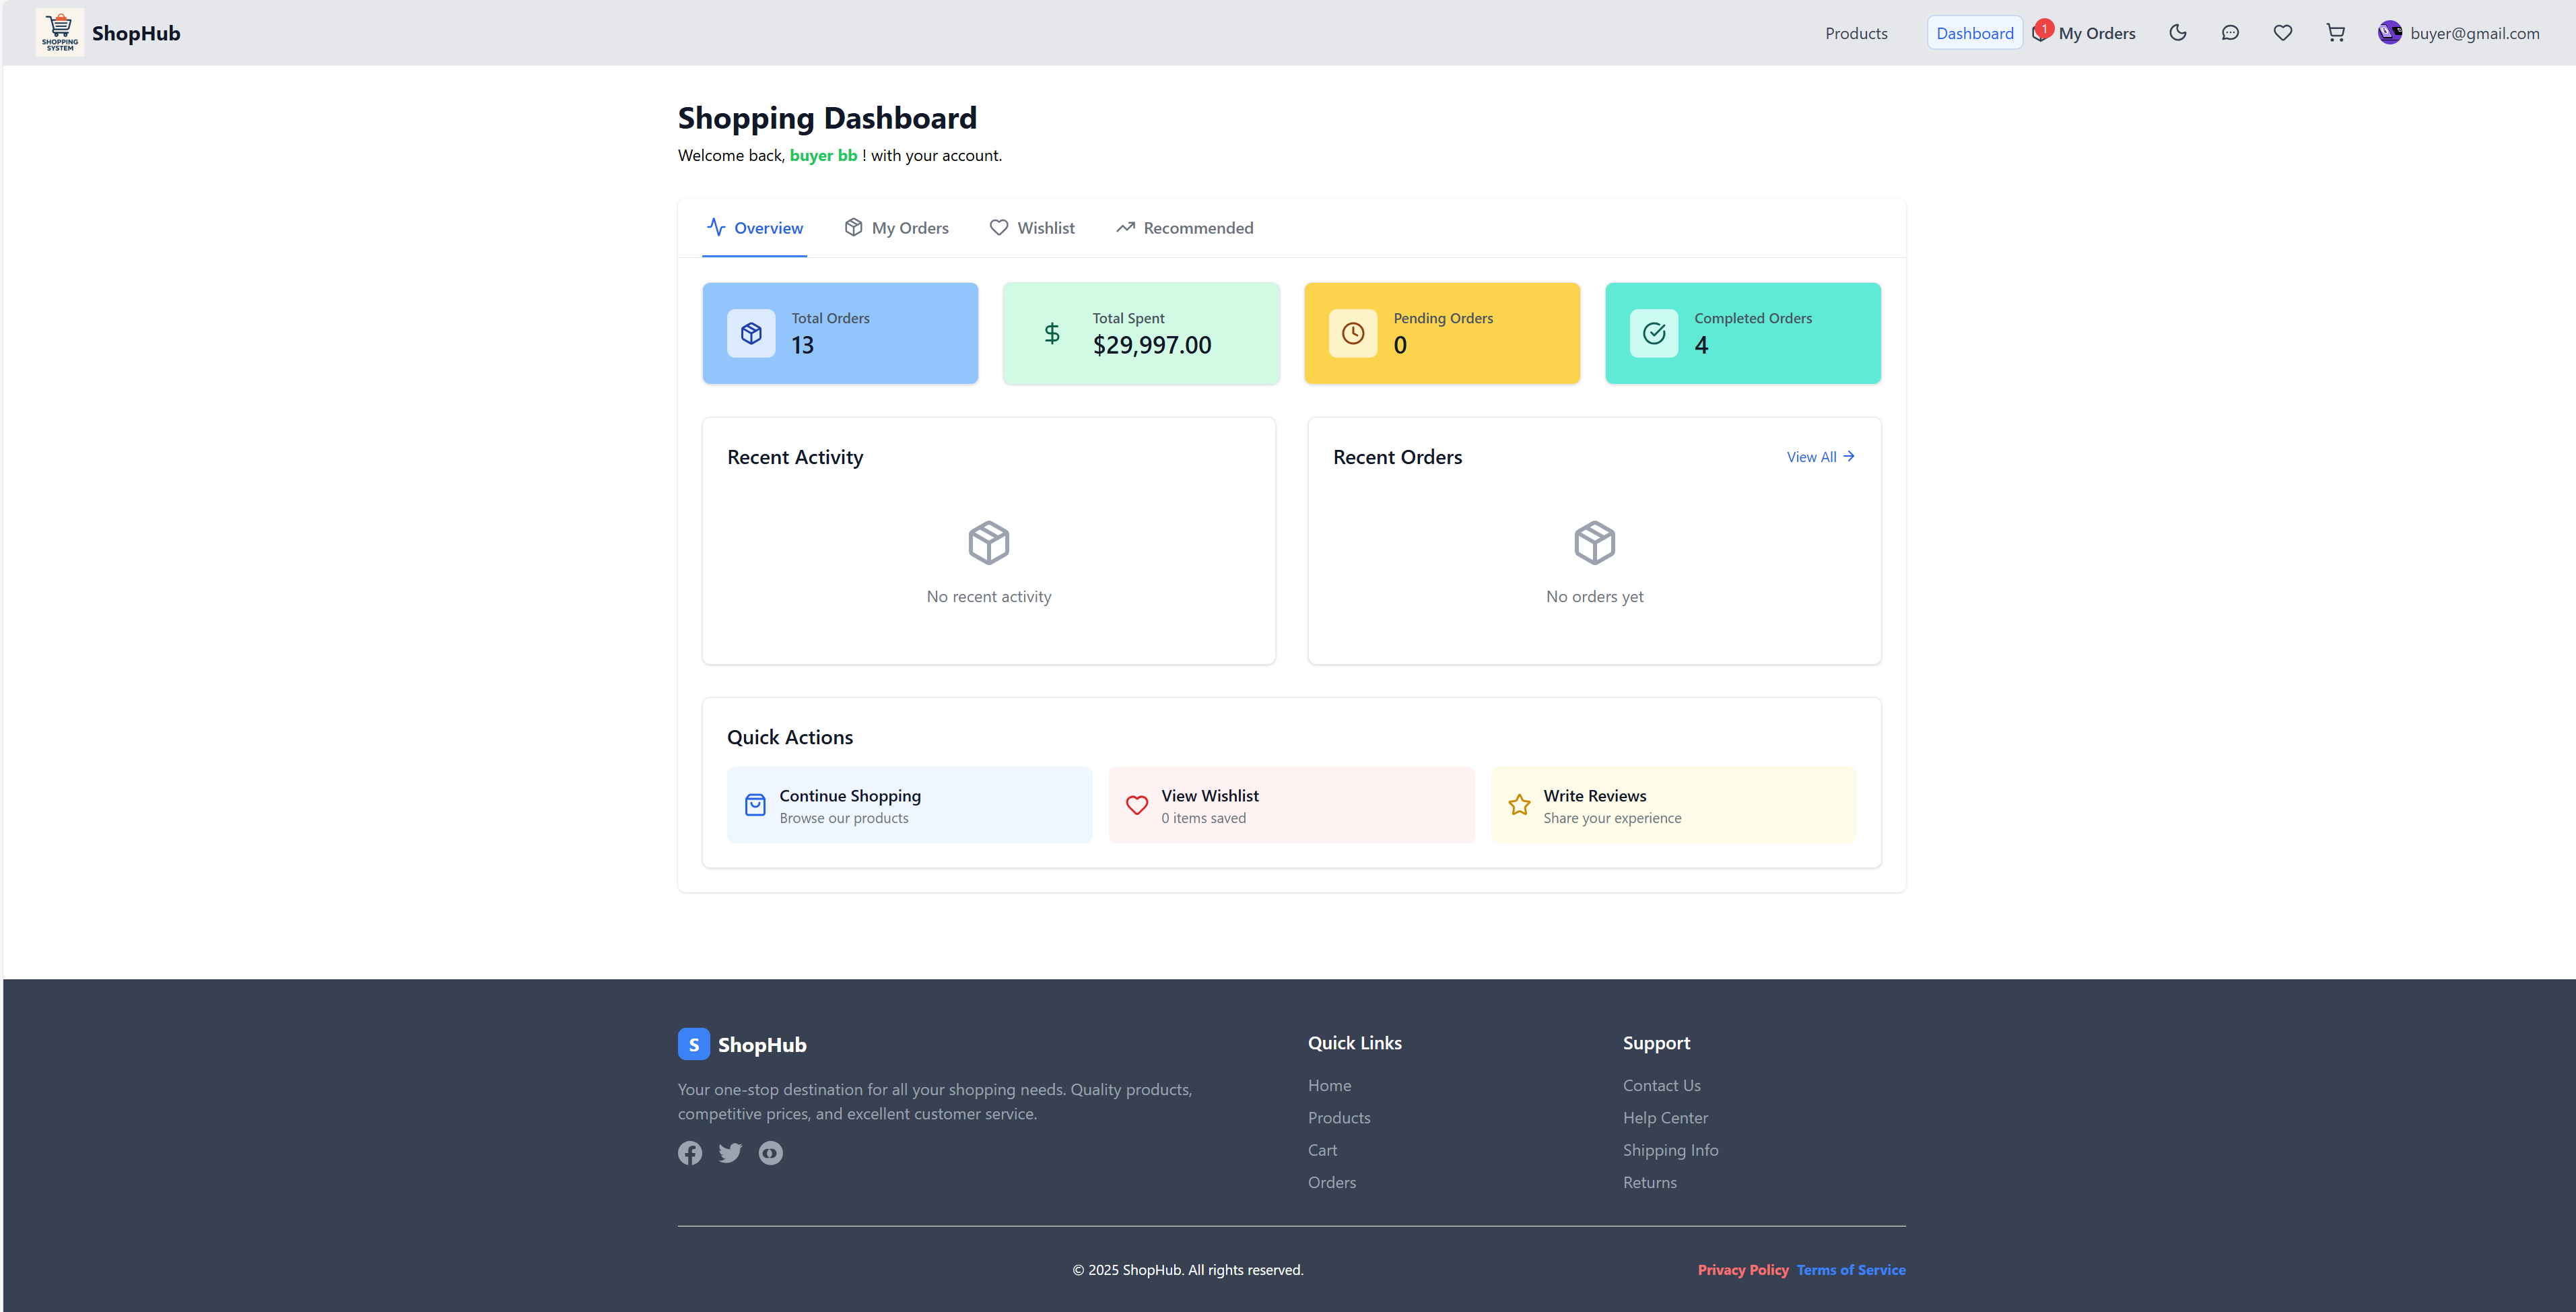 SHOPPING
SYSTEM
ShopHub
Products
Dashboard
1
My Orders
buyer@gmail.com
Shopping Dashboard
Welcome back, buyer bb ! with your account.
Overview
My Orders
Wishlist
Recommended
Total Orders
13
Total Spent
$29,997.00
Pending Orders
0
Completed Orders
4
Recent Activity
No recent activity
Recent Orders
View All
No orders yet
Quick Actions
Continue Shopping
Browse our products
View Wishlist
0 items saved
Write Reviews
Share your experience
S
ShopHub
Your one-stop destination for all your shopping needs. Quality products,
competitive prices, and excellent customer service.
Quick Links
Home
Products
Cart
Orders
Support
Contact Us
Help Center
Shipping Info
Returns
© 2025 ShopHub. All rights reserved.
Privacy Policy
Terms of Service